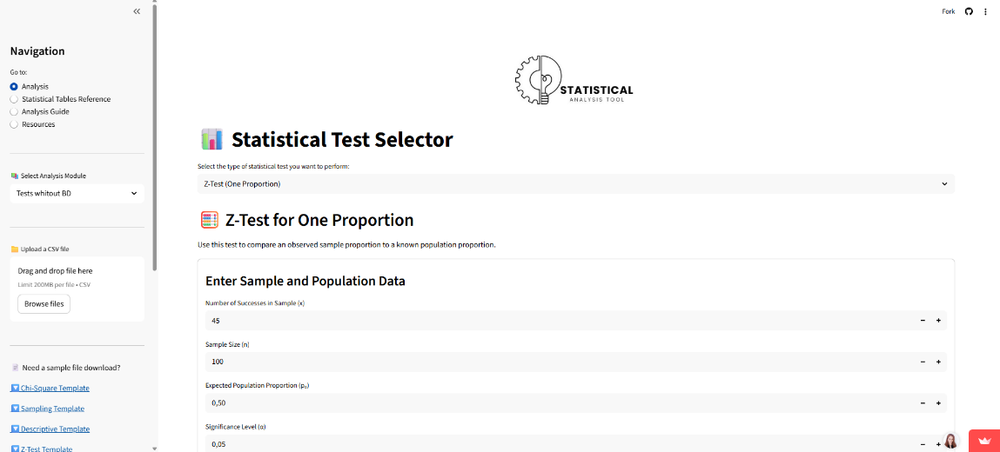 Fork
Navigation
Go to:
Analysis
Statistical Tables Reference
Analysis Guide
Resources
Select Analysis Module
Tests whitout BD
Upload a CSV file
Drag and drop file here
Limit 200MB per file • CSV
Browse files
Need a sample file download?
Chi-Square Template
Sampling Template
Descriptive Template
Z-Test Template
STATISTICAL
ANALYSIS TOOL
Statistical Test Selector
Select the type of statistical test you want to perform:
Z-Test (One Proportion)
Z-Test for One Proportion
Use this test to compare an observed sample proportion to a known population proportion.
Enter Sample and Population Data
Number of Successes in Sample (x)
45
Sample Size (n)
100
Expected Population Proportion (p₀)
0,50
Significance Level (α)
0,05